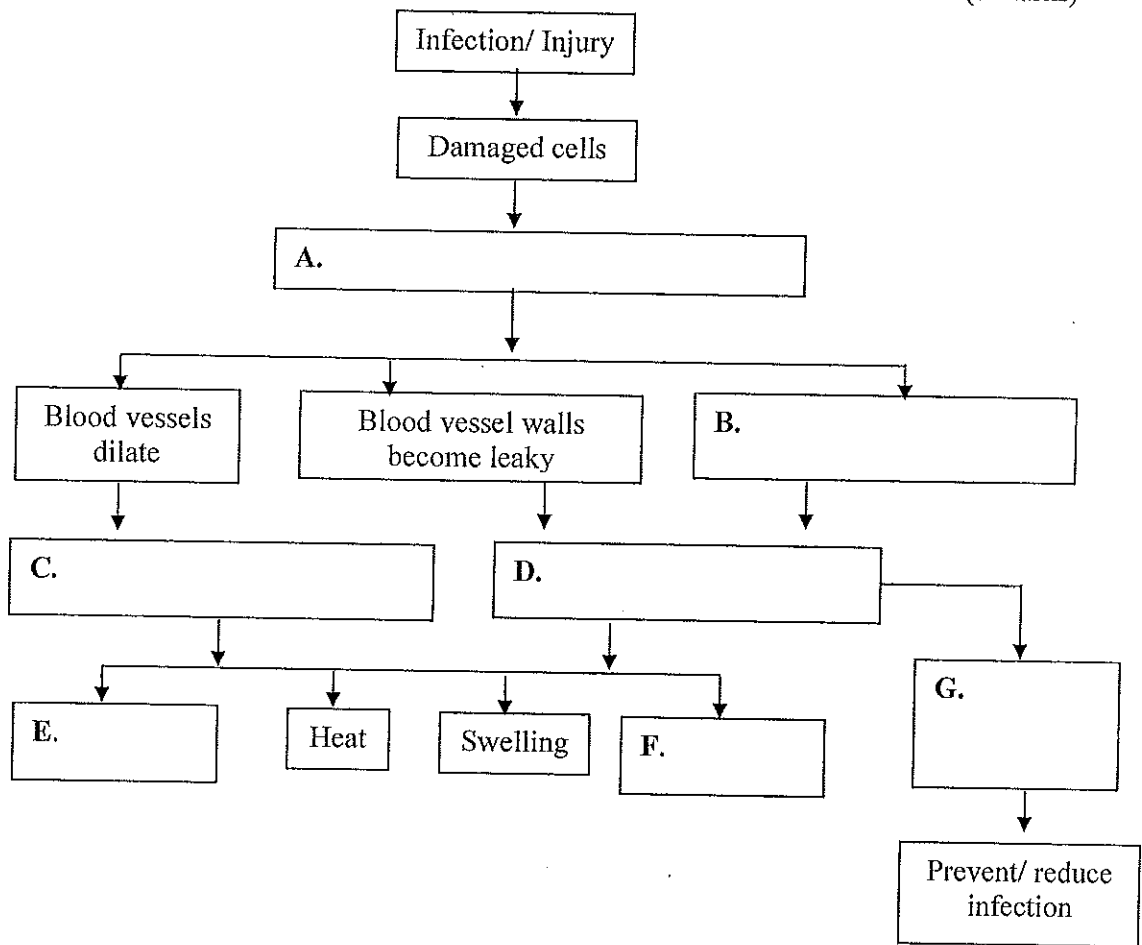 Infection/ Injury
Damaged cells
A.
Blood vessels
dilate
Blood vessel walls
become leaky
B.
C.
D.
E.
Heat
Swelling
F.
G.
Prevent/ reduce
infection